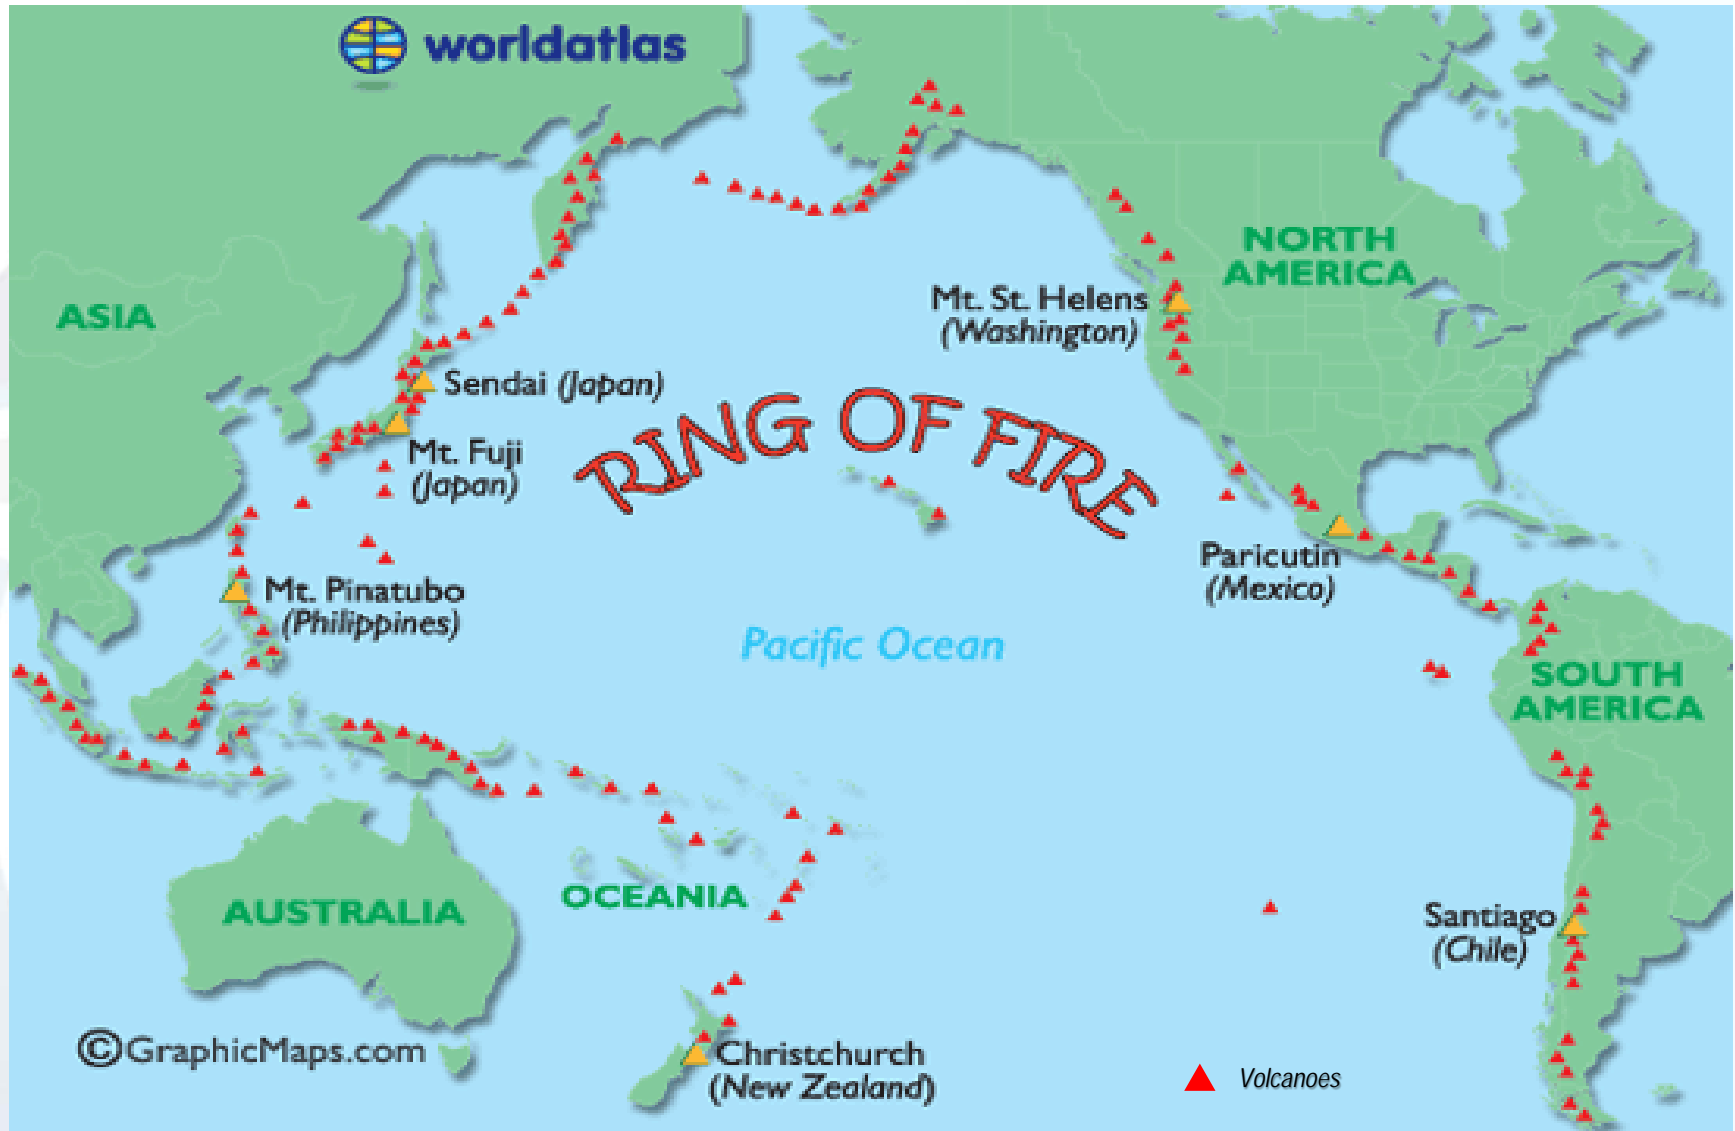 worldatlas
NORTH
AMERICA
ASIA
Mt. St. Helens
(Washington)
Sendai (Japan)
RING OF FIRE
Mt. Fuji
(Japan)
Paricutin
(Mexico)
Mt. Pinatubo
(Philippines)
Pacific Ocean
SOUTH
AMERICA
OCEANIA
AUSTRALIA
Santiago
(Chile)
©GraphicMaps.com
Christchurch
(New Zealand)
Volcanoes